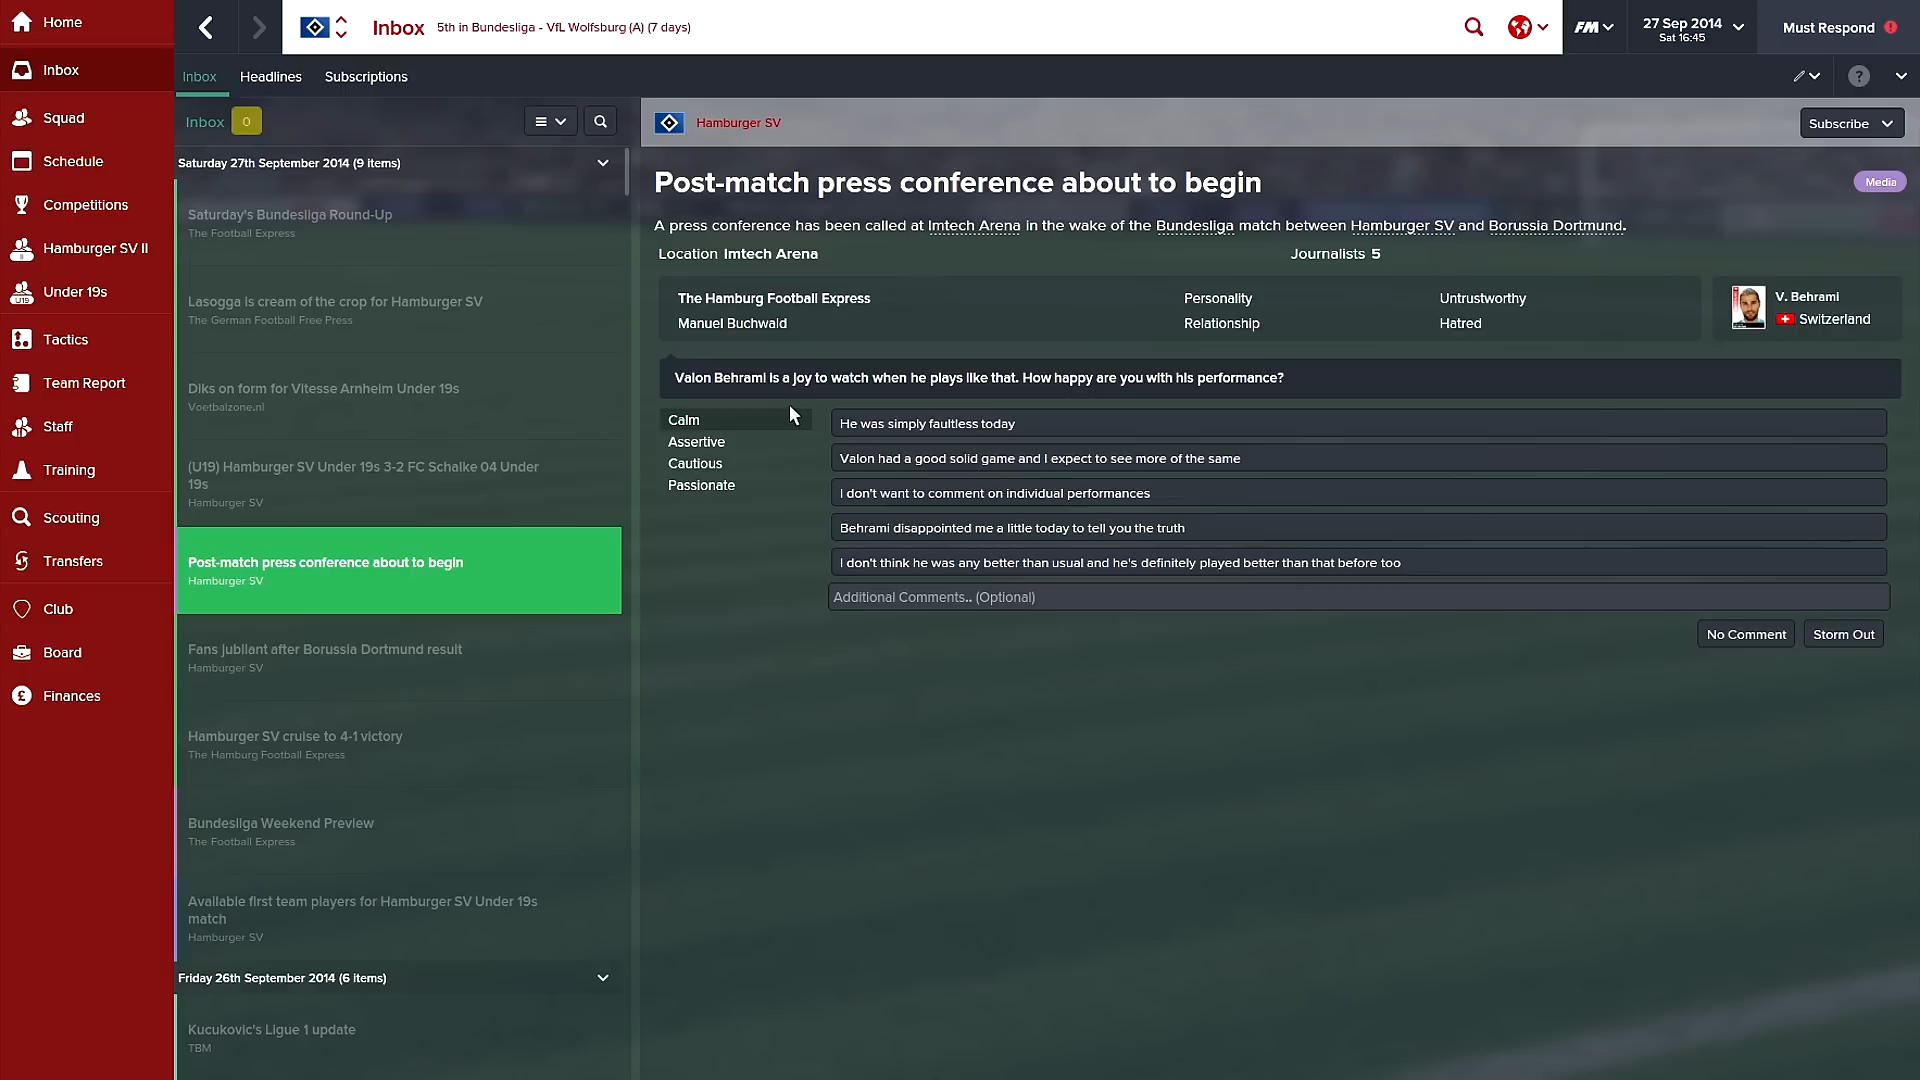 Home
Inbox
Squad
Schedule
Competitions
Hamburger SV II
Under 19s
Tactics
Team Report
Staff
Training
Scouting
Transfers
Club
Board
Finances
Inbox 5th in Bundesliga - VfL Wolfsburg (A) (7 days)
FM
27 Sep 2014
Sat 16:45
Must Respond
Inbox Headlines Subscriptions
?
Inbox 0
Saturday 27th September 2014 (9 items)
Saturday's Bundesliga Round-Up
The Football Express
Lasogga is cream of the crop for Hamburger SV
The German Football Free Press
Diks on form for Vitesse Arnheim Under 19s
Voetbalzone.nl
(U19) Hamburger SV Under 19s 3-2 FC Schalke 04 Under
19s
Hamburger SV
Post-match press conference about to begin
Hamburger SV
Fans jubilant after Borussia Dortmund result
Hamburger SV
Hamburger SV cruise to 4-1 victory
The Hamburg Football Express
Bundesliga Weekend Preview
The Football Express
Available first team players for Hamburger SV Under 19s
match
Hamburger SV
Friday 26th September 2014 (6 items)
Kucukovic's Ligue 1 update
TBM
Hamburger SV
Subscribe
Post-match press conference about to begin
Media
A press conference has been called at Imtech Arena in the wake of the Bundesliga match between Hamburger SV and Borussia Dortmund.
Location Imtech Arena Journalists 5
The Hamburg Football Express Personality Untrustworthy
Manuel Buchwald Relationship Hatred
V. Behrami
Switzerland
Valon Behrami is a joy to watch when he plays like that. How happy are you with his performance?
Calm
Assertive
Cautious
Passionate
He was simply faultless today
Valon had a good solid game and I expect to see more of the same
I don't want to comment on individual performances
Behrami disappointed me a little today to tell you the truth
I don't think he was any better than usual and he's definitely played better than that before too
Additional Comments.. (Optional)
No Comment Storm Out